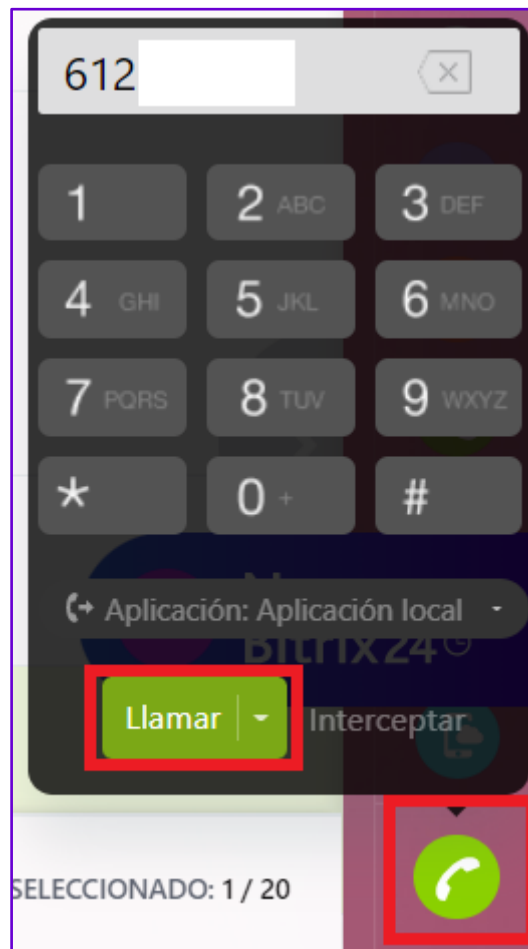 612
1
2 ABC
3 DEF
4 GHI
5 JKL
6 MNO
7 PQRS
8 TUV
9 WXYZ
*
0 +
#
Aplicación: Aplicación local
Bitrix24
Llamar
Interceptar
SELECCIONADO: 1 / 20